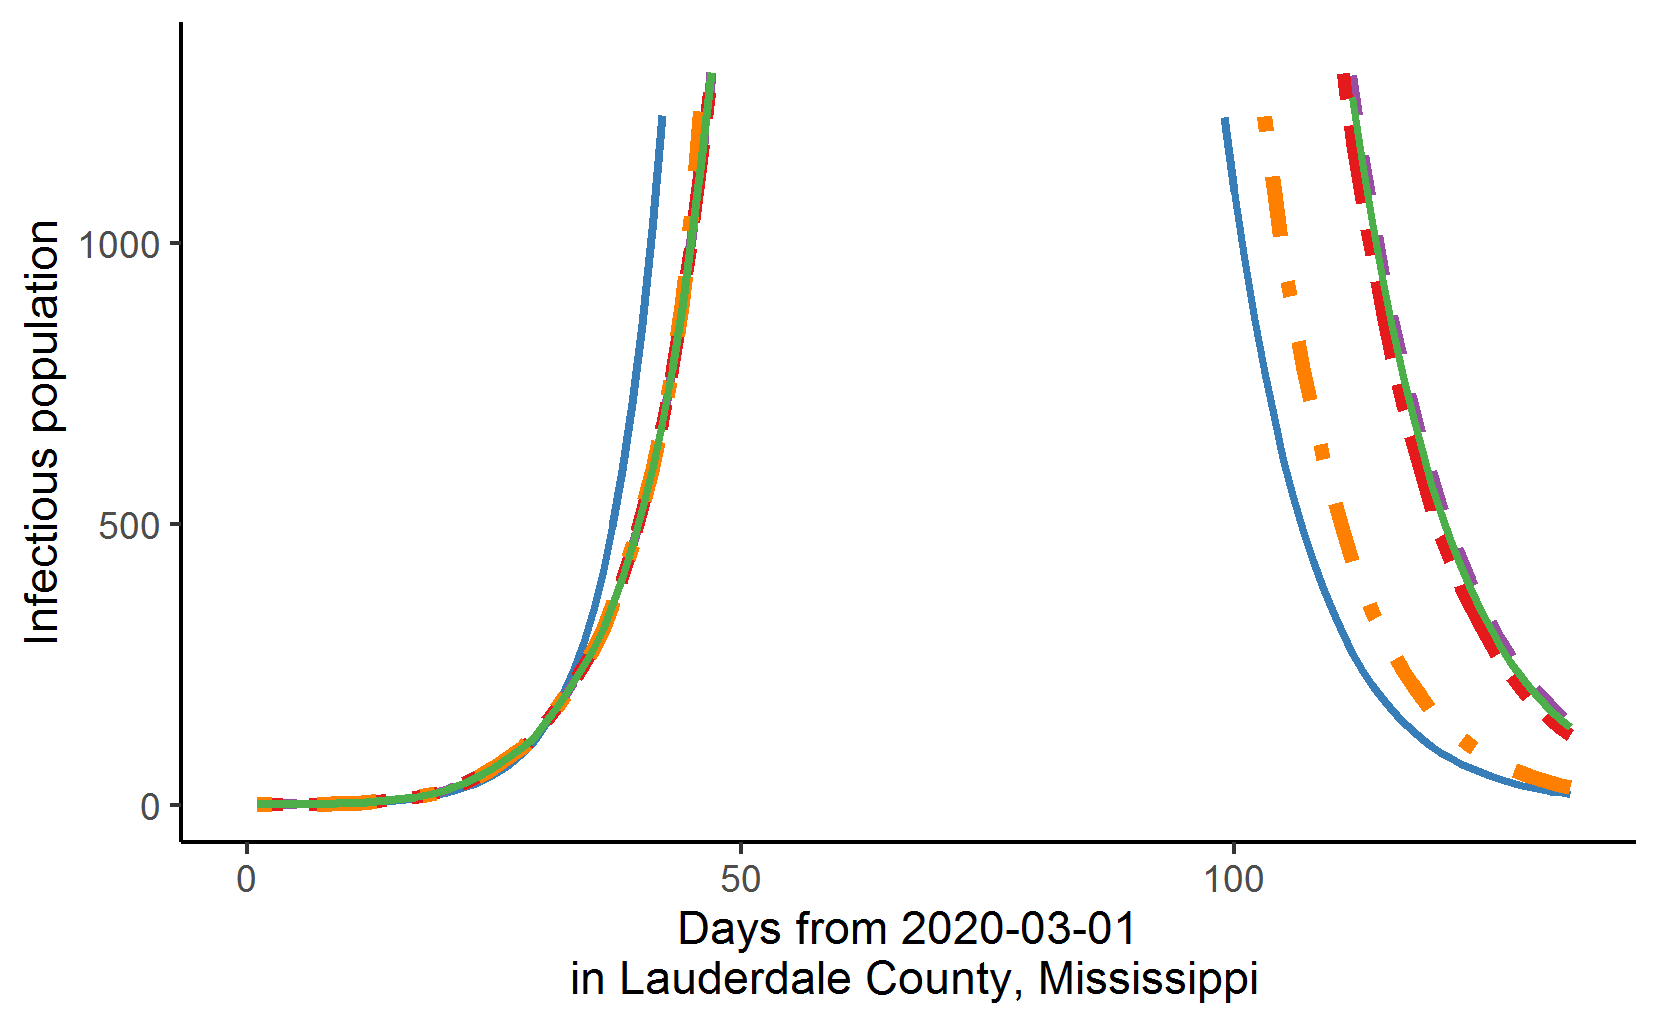 Infectious population
1000
500
0
0
50
100
Days from 2020-03-01
in Lauderdale County, Mississippi